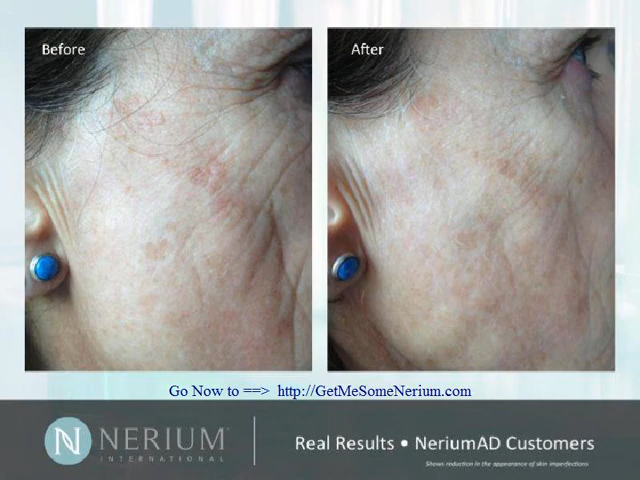 Before
After
Go Now to ==> http://GetMeSomeNerium.com
N NERIUM
INTERNATIONAL
Real Results • NeriumAD Customers
Shows reduction in the appearance of skin imperfections